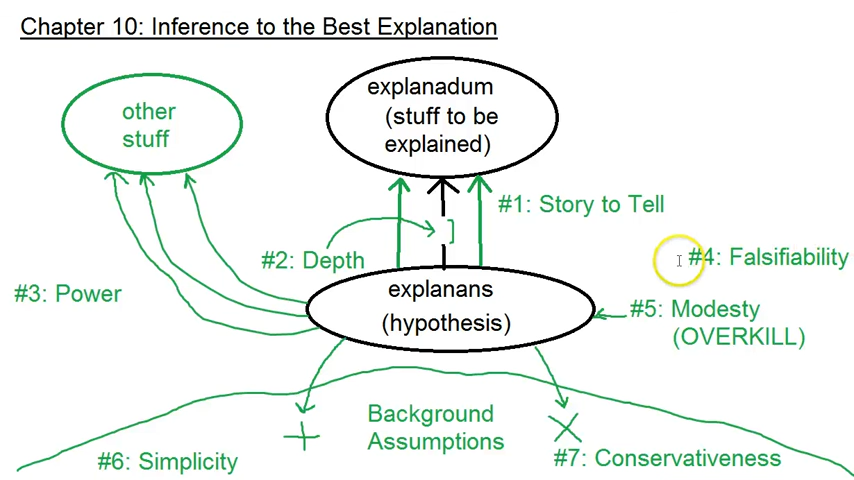 Chapter 10: Inference to the Best Explanation
other
stuff
explanadum
(stuff to be
explained)
#1: Story to Tell
#2: Depth
#3: Power
#4: Falsifiability
explanans
(hypothesis)
#5: Modesty
(OVERKILL)
Background
Assumptions
#6: Simplicity
#7: Conservativeness